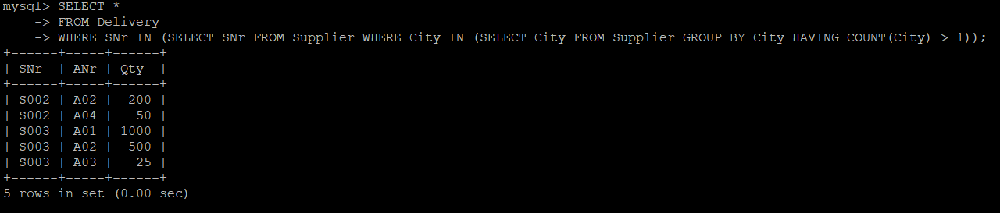 mysql> SELECT *
    -> FROM Delivery
    -> WHERE SNr IN (SELECT SNr FROM Supplier WHERE City IN (SELECT City FROM Supplier GROUP BY City HAVING COUNT(City) > 1));
+------+-----+------+
| SNr  | ANr | Qty  |
+------+-----+------+
| S002 | A02 |  200 |
| S002 | A04 |   50 |
| S003 | A01 | 1000 |
| S003 | A02 |  500 |
| S003 | A03 |   25 |
+------+-----+------+
5 rows in set (0.00 sec)